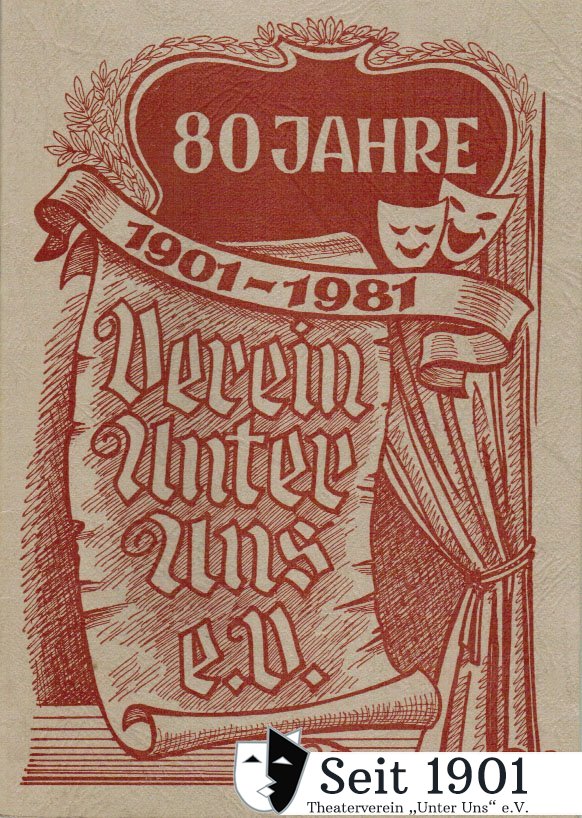 80 JAHRE
1901-1981
Verein
Unter
Uns
e.V.
Seit 1901
Theaterverein „Unter Uns“ e.V.